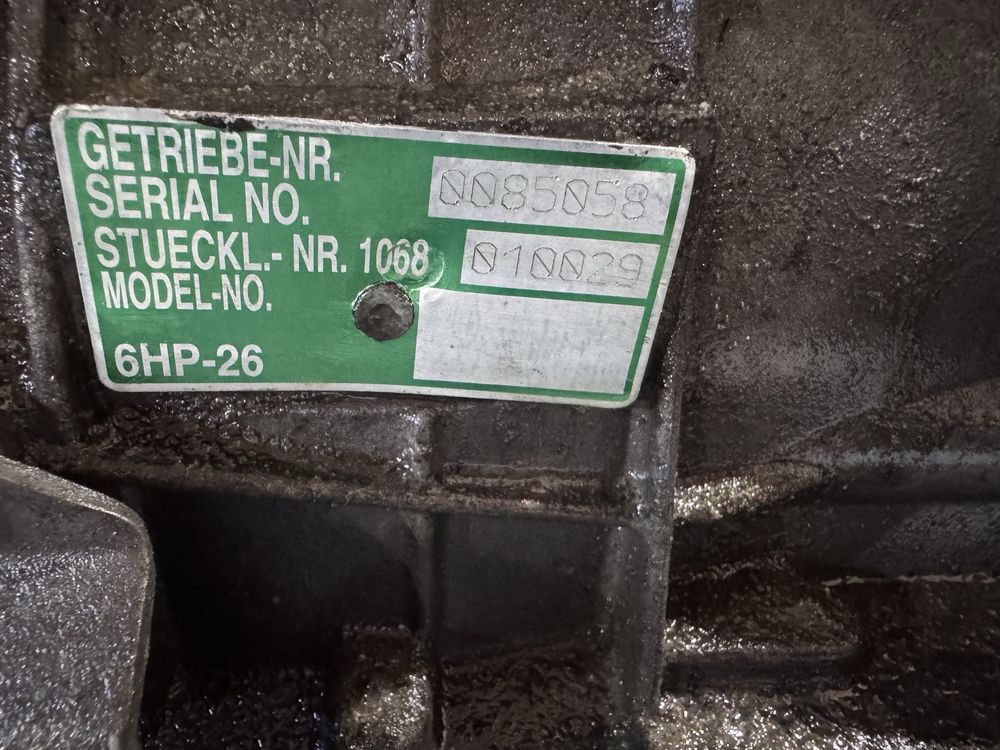 GETRIEBE-NR.
SERIAL NO. 0085058
STUECKL.- NR. 1068 010029
MODEL-NO.
6HP-26